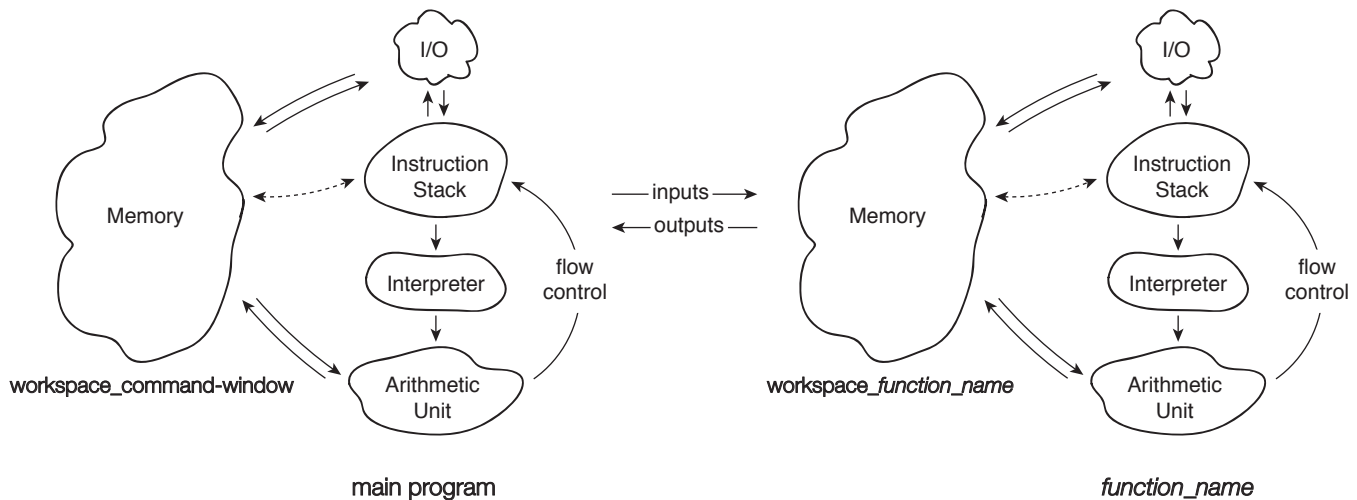 I/O
Instruction
Stack
Memory
Interpreter
flow
control
Arithmetic
Unit
workspace_command-window
main program
inputs
outputs
I/O
Instruction
Stack
Memory
Interpreter
flow
control
Arithmetic
Unit
workspace_function_name
function_name